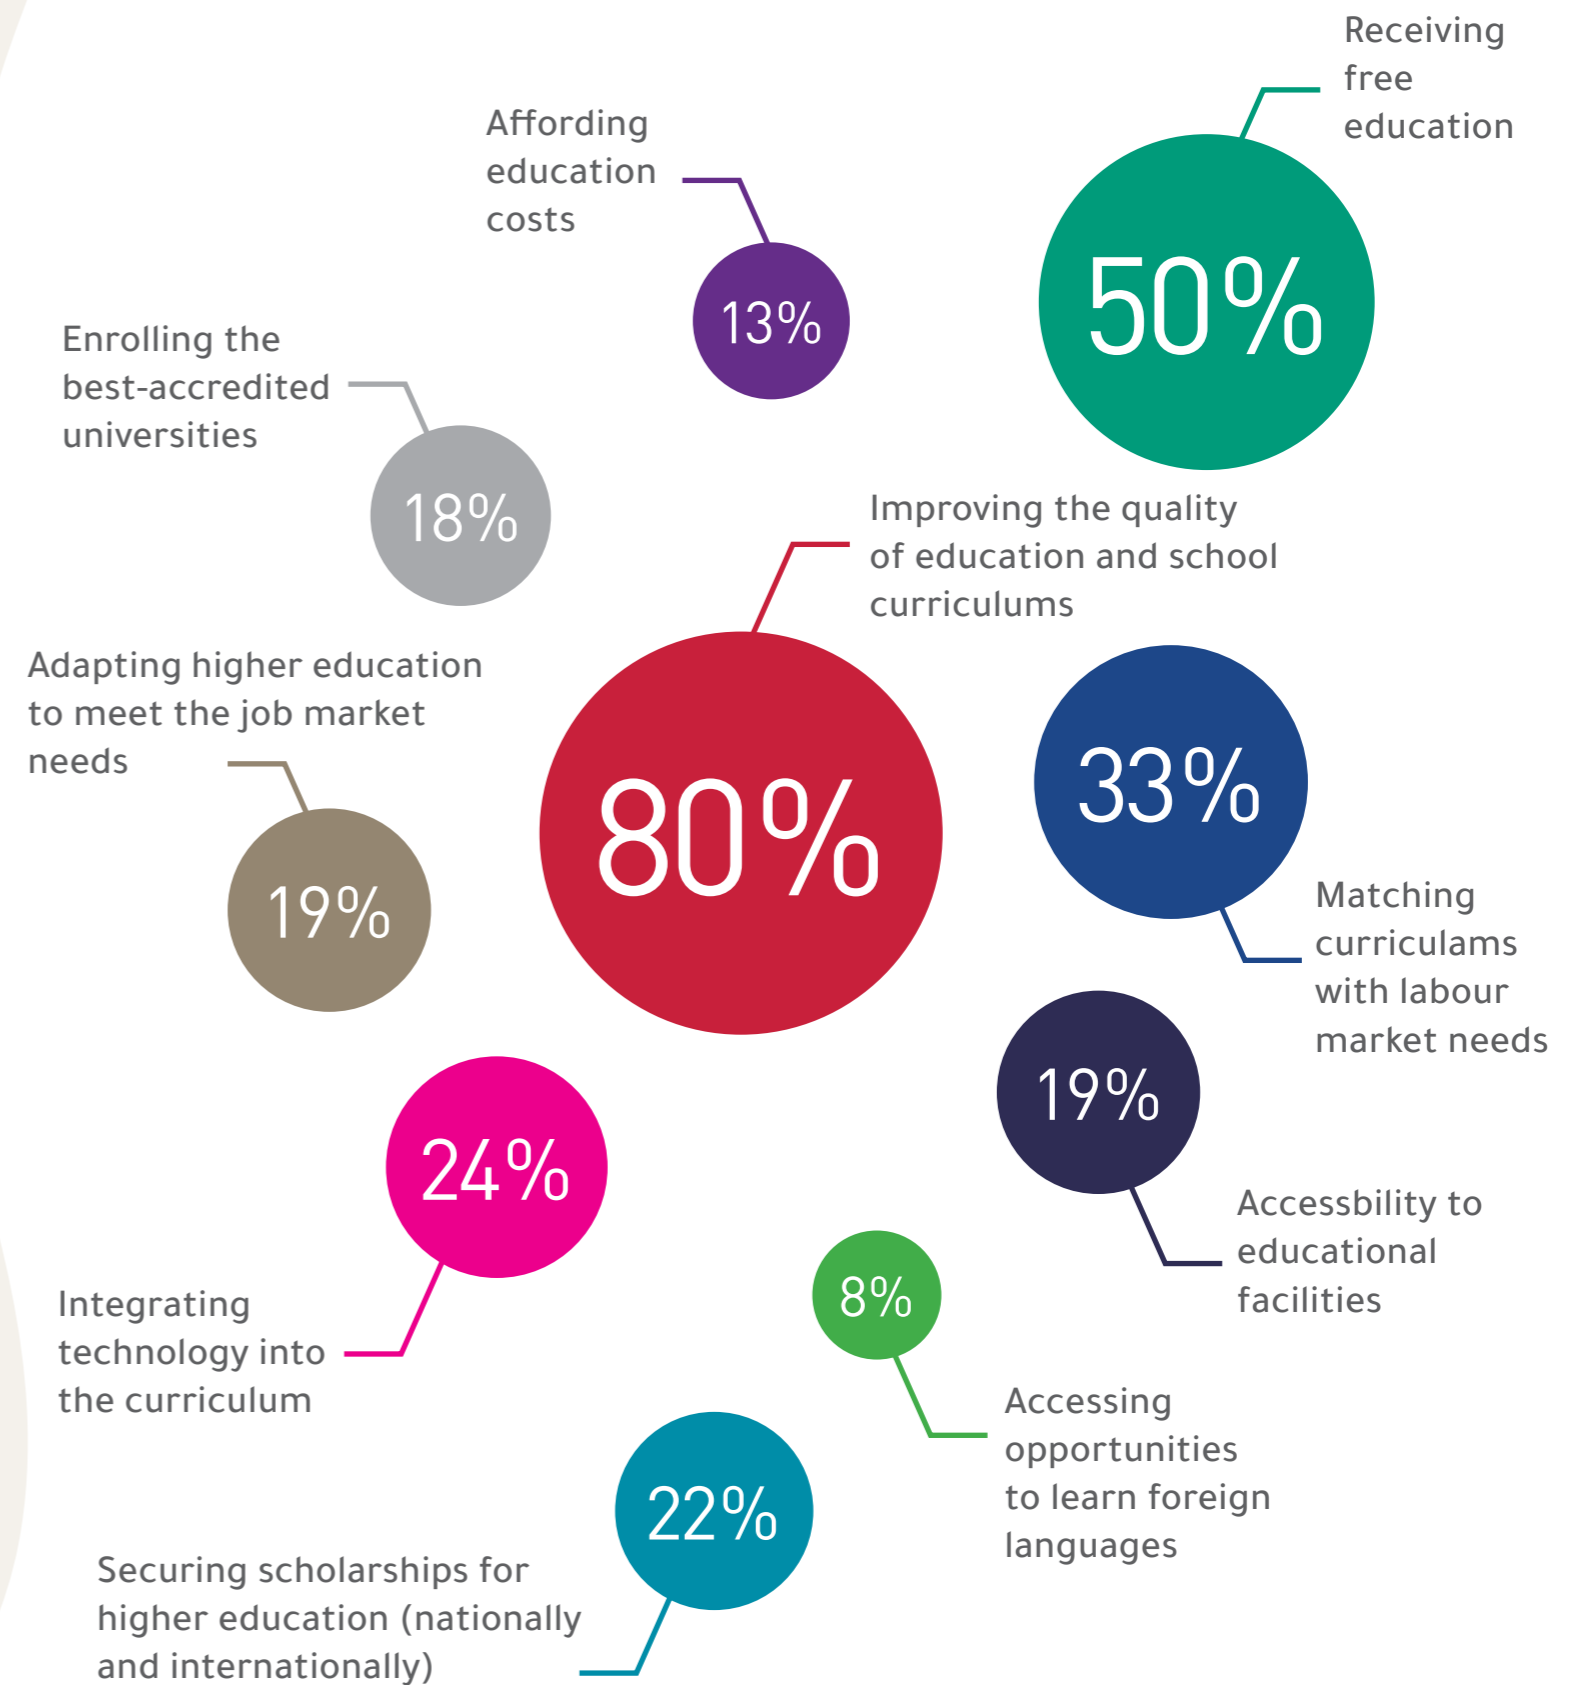 Receiving
free
education
50%
Affording
education
costs
13%
Enrolling the
best-accredited
universities
18%
Improving the quality
of education and school
curriculums
80%
Adapting higher education
to meet the job market
needs
19%
33%
Matching
curriculams
with labour
market needs
19%
Accessbility to
educational
facilities
24%
Integrating
technology into
the curriculum
8%
Accessing
opportunities
to learn foreign
languages
22%
Securing scholarships for
higher education (nationally
and internationally)